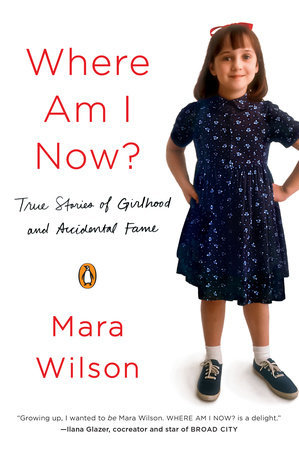 Where
Am I
Now?
True Stories of Girlhood
and Accidental Fame
Mara
Wilson
"Growing up, I wanted to be Mara Wilson. WHERE AM I NOW? is a delight."
—Ilana Glazer, cocreator and star of BROAD CITY